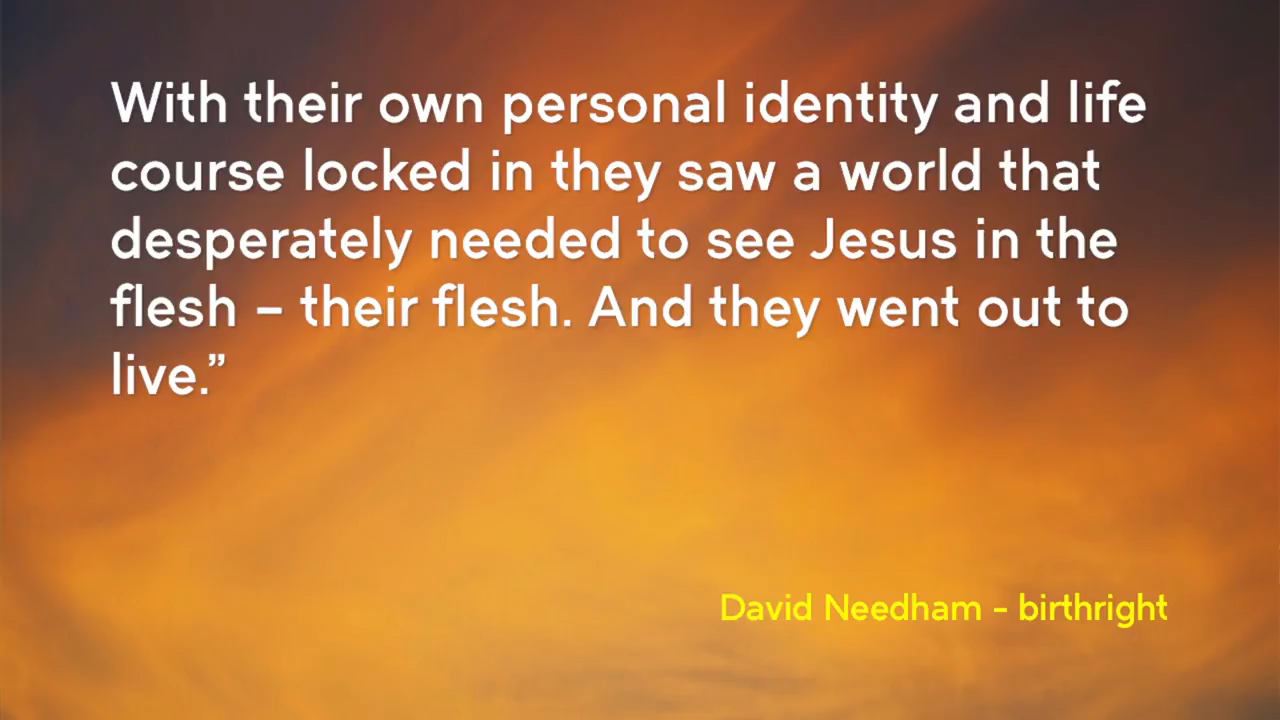 With their own personal identity and life
course locked in they saw a world that
desperately needed to see Jesus in the
flesh – their flesh. And they went out to
live.”
David Needham - birthright